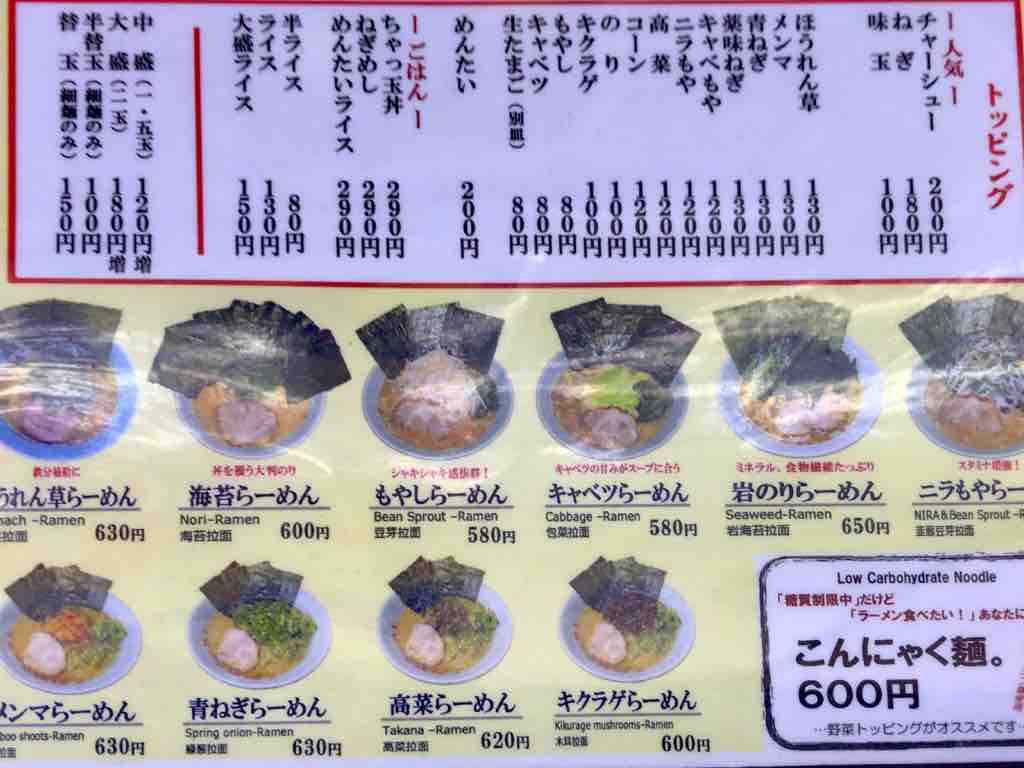 トッピング
ー人気ー
チャーシュー 200円
ねぎ 180円
味玉 100円
ほうれん草 130円
メンマ 130円
青ねぎ 130円
薬味ねぎ 130円
キャベもや 120円
ニラもや 120円
高菜 120円
コーン 120円
のり 100円
キクラゲ 100円
もやし 80円
キャベツ 80円
生たまご(別皿) 80円
めんたい 200円
ーごはんー
ちゃっ玉丼 290円
ねぎめし 290円
めんたいライス 290円
半ライス 80円
ライス 130円
大盛ライス 150円
中盛(一・五玉) 120円増
大盛(二玉) 180円増
半替玉(細麺のみ) 100円
替玉(細麺のみ) 150円
鉄分補給に
うれん草らーめん
nach -Ramen
菜拉面 630円
丼を覆う大判のり
海苔らーめん
Nori-Ramen
海苔拉面 600円
シャキシャキ感抜群!
もやしらーめん
Bean Sprout -Ramen
豆芽拉面 580円
キャベツの甘みがスープに合う
キャベツらーめん
Cabbage -Ramen
包菜拉面 580円
ミネラル、食物繊維たっぷり
岩のりらーめん
Seaweed-Ramen
岩海苔拉面 650円
スタミナ増強!
ニラもやらー
NIRA&Bean Sprout -R
韮菜豆芽拉面
メンマらーめん
boo shoots-Ramen
拉面 630円
青ねぎらーめん
Spring onion-Ramen
緑葱拉面 630円
高菜らーめん
Takana -Ramen
高菜拉面 620円
キクラゲらーめん
Kikurage mushrooms-Ramen
木耳拉面 600円
Low Carbohydrate Noodle
「糖質制限中」だけど
「ラーメン食べたい!」あなたに
こんにゃく麺。
600円
…野菜トッピングがオススメです…